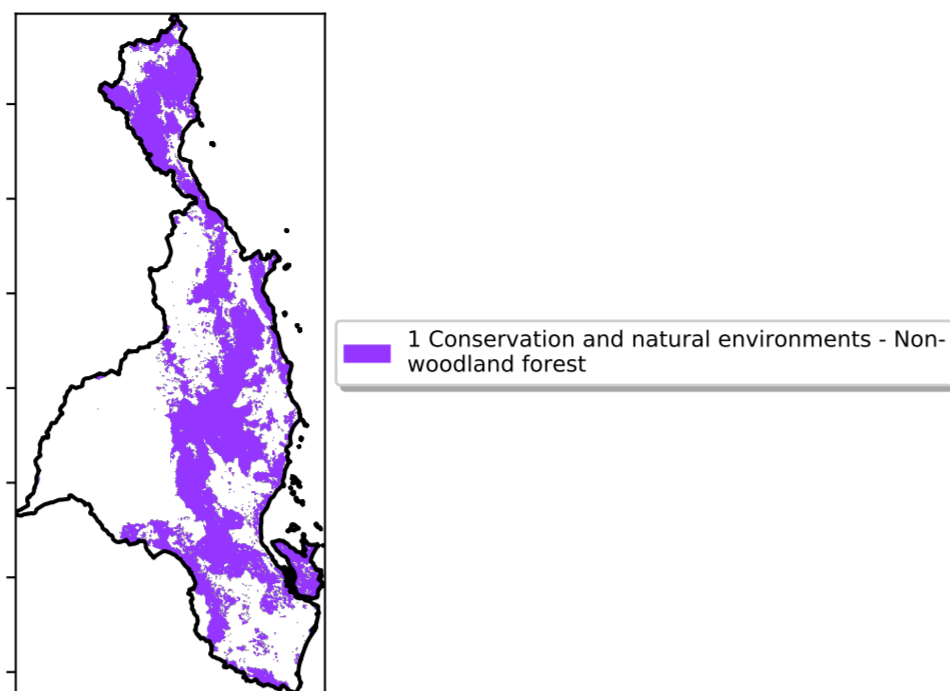 1 Conservation and natural environments - Non-
woodland forest